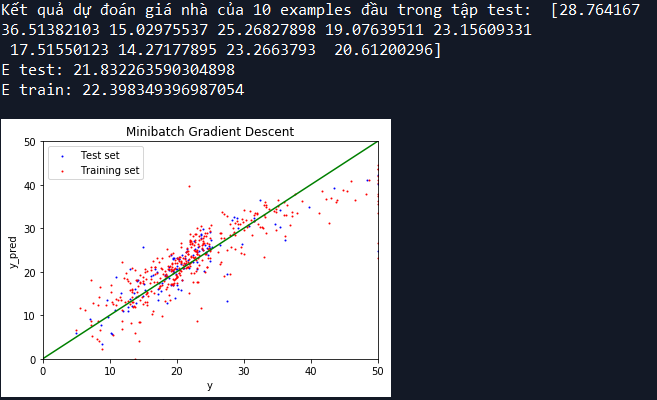 Kết quả dự đoán giá nhà của 10 examples đầu trong tập test:  [28.764167
36.51382103 15.02975537 25.26827898 19.07639511 23.15609331
 17.51550123 14.27177895 23.2663793  20.61200296]
E test: 21.832263590304898
E train: 22.398349396987054
Minibatch Gradient Descent
Test set
Training set
50
40
30
20
10
0
y_pred
0 10 20 30 40 50
y